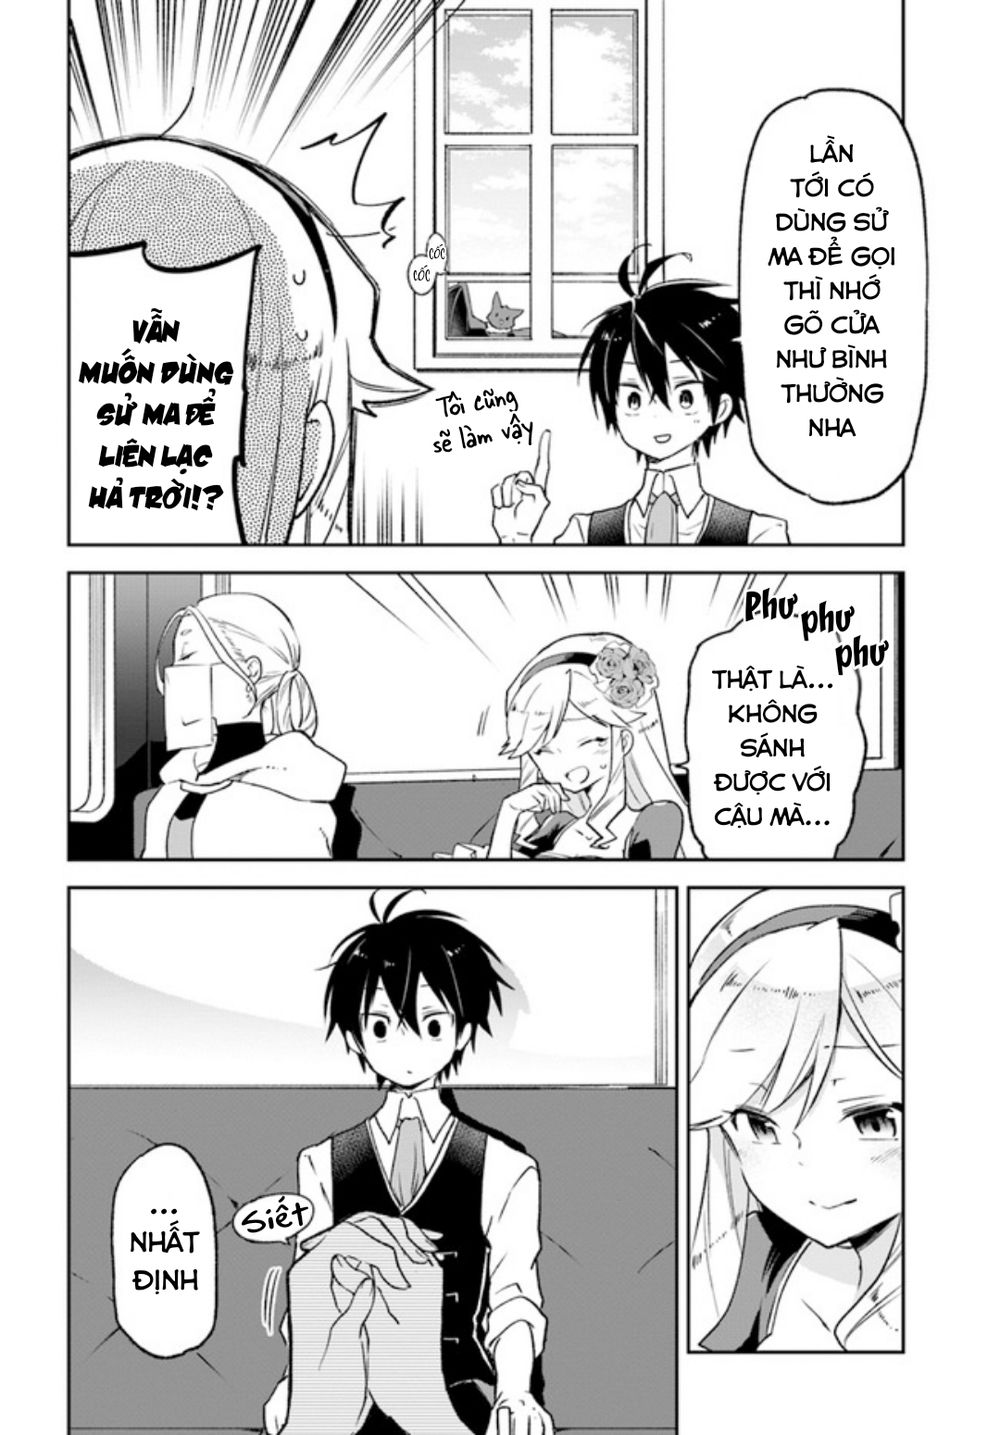 LẦN
TỚI CÓ
DÙNG SỬ
MA ĐỂ GỌI
THÌ NHỚ
GÕ CỬA
NHƯ BÌNH
THƯỜNG
NHA
CỐC
CỐC
Tôi cũng
sẽ làm vậy
VẪN
MUỐN DÙNG
SỬ MA ĐỂ
LIÊN LẠC
HẢ TRỜI!?
Phư
phư
phư
THẬT LÀ...
KHÔNG
SÁNH
ĐƯỢC VỚI
CẬU MÀ...
Siết
...
NHẤT
ĐỊNH